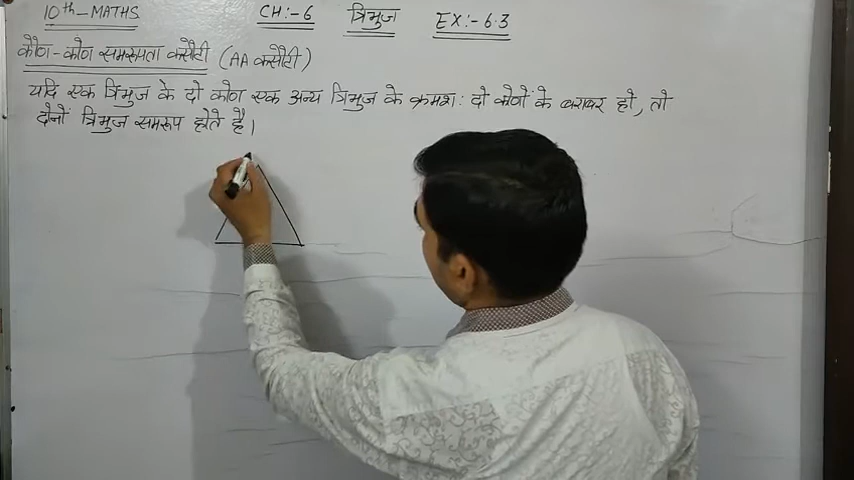 10th-MATHS CH:-6 त्रिभुज EX:-6.3
कोण-कोण समरूपता कसौटी (AA कसौटी)
यदि एक त्रिभुज के दो कोण एक अन्य त्रिभुज के क्रमशः दो कोणों के बराबर हो, तो
दोनों त्रिभुज समरूप होते है।